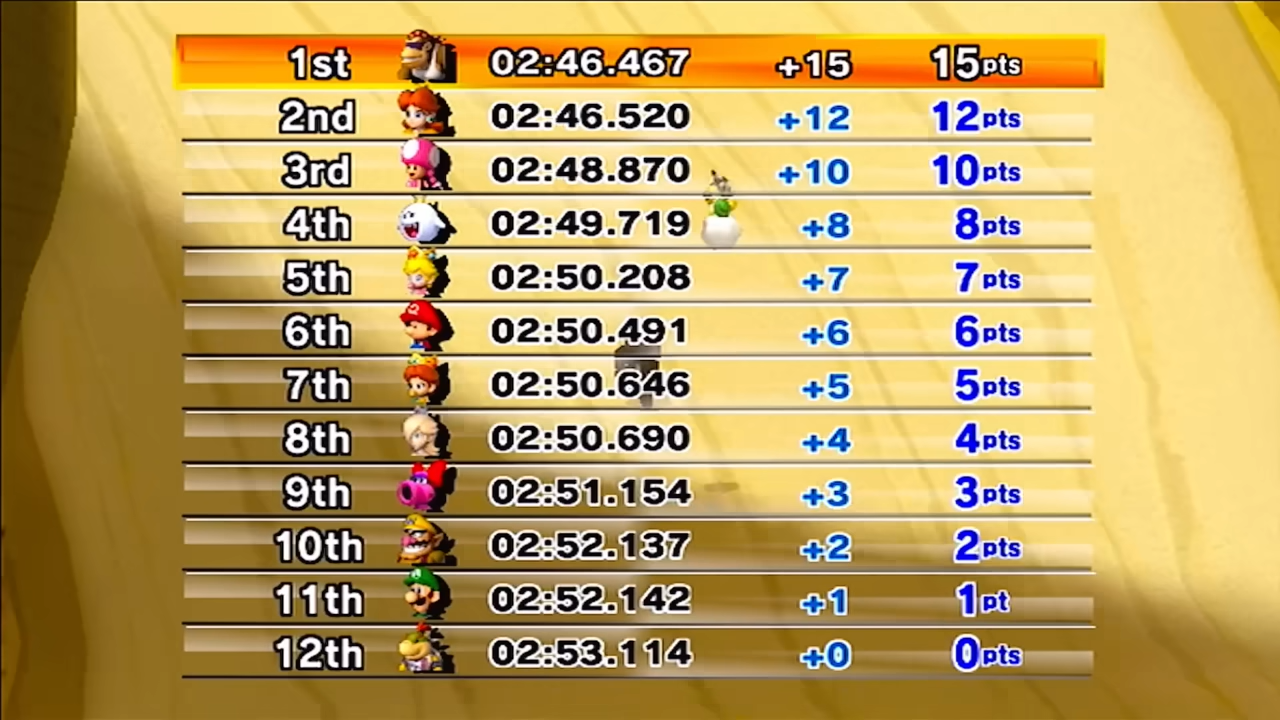 1st 02:46.467 +15 15pts
2nd 02:46.520 +12 12pts
3rd 02:48.870 +10 10pts
4th 02:49.719 +8 8pts
5th 02:50.208 +7 7pts
6th 02:50.491 +6 6pts
7th 02:50.646 +5 5pts
8th 02:50.690 +4 4pts
9th 02:51.154 +3 3pts
10th 02:52.137 +2 2pts
11th 02:52.142 +1 1pt
12th 02:53.114 +0 0pts